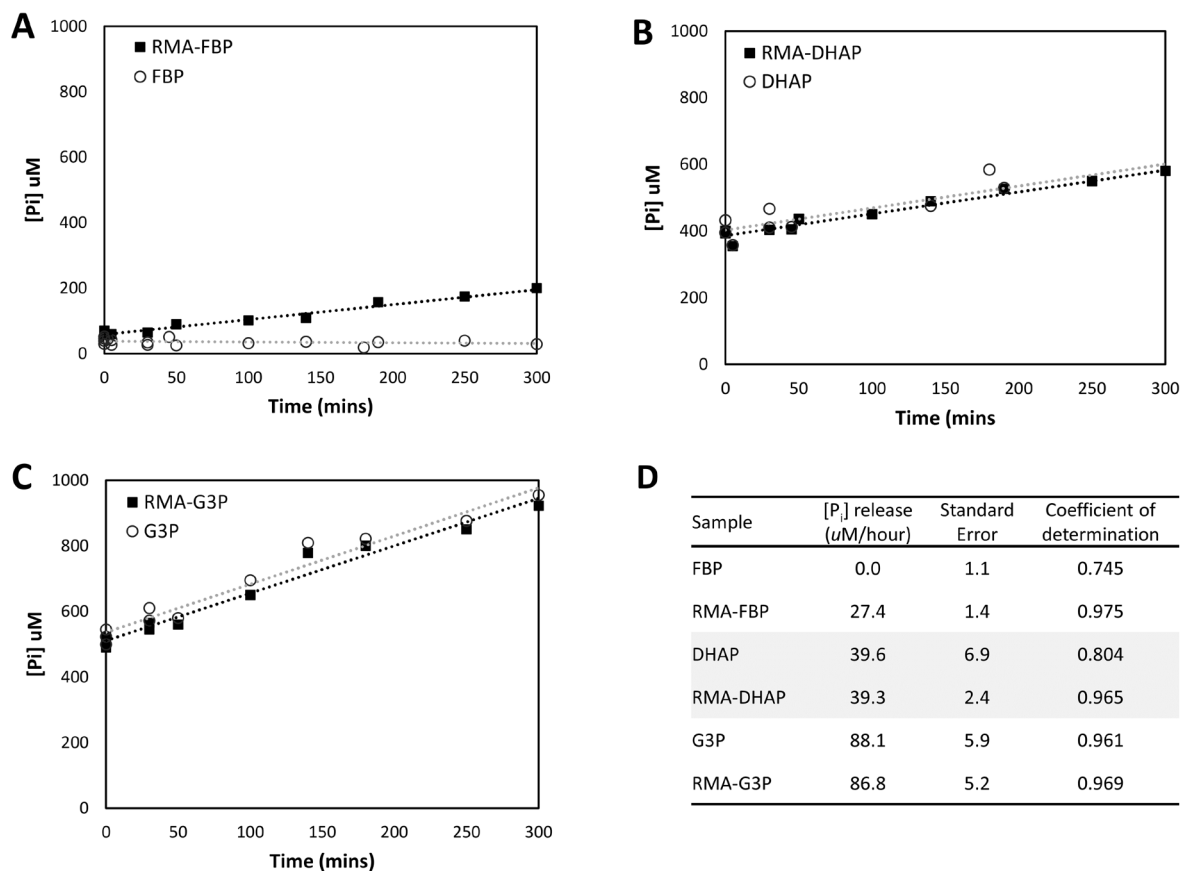 A
RMA-FBP
FBP
[Pi] uM
1000
800
600
400
200
0
0 50 100 150 200 250 300
Time (mins)
B
RMA-DHAP
DHAP
[Pi] uM
1000
800
600
400
200
0
0 50 100 150 200 250 300
Time (mins
C
RMA-G3P
G3P
[Pi] uM
1000
800
600
400
200
0
0 50 100 150 200 250 300
Time (mins)
D
Sample [Pi] release (uM/hour) Standard Error Coefficient of determination
FBP 0.0 1.1 0.745
RMA-FBP 27.4 1.4 0.975
DHAP 39.6 6.9 0.804
RMA-DHAP 39.3 2.4 0.965
G3P 88.1 5.9 0.961
RMA-G3P 86.8 5.2 0.969